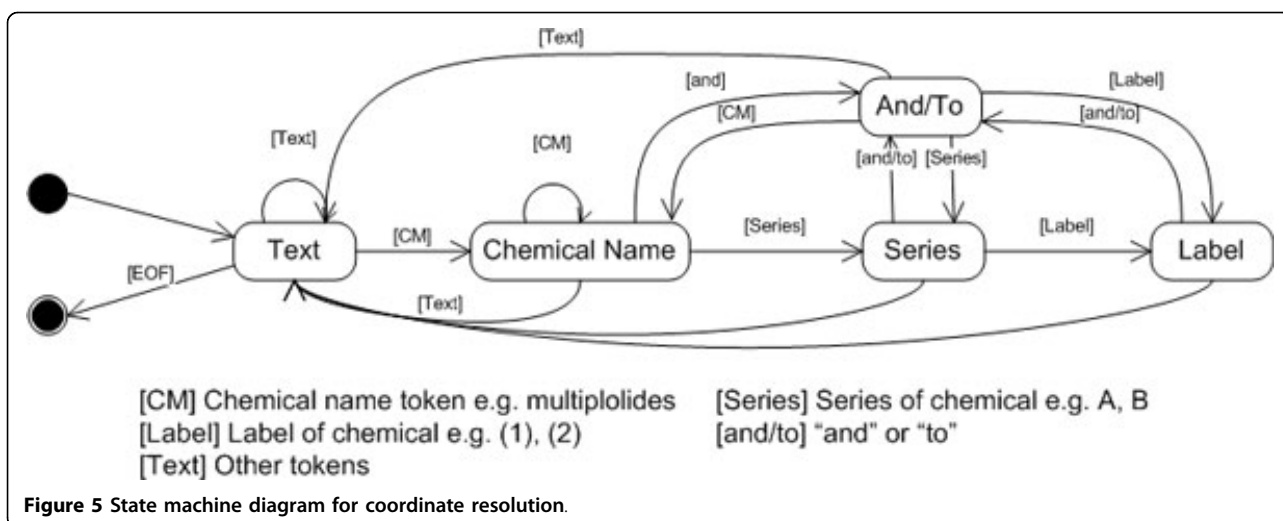 [Text]
[and]
[Label]
And/To
[CM]
[and/to]
[Text]
[CM]
[and/to]
[Series]
Text
[CM]
Chemical Name
[Series]
Series
[Label]
Label
[EOF]
[Text]
[CM] Chemical name token e.g. multiplolides
[Series] Series of chemical e.g. A, B
[Label] Label of chemical e.g. (1), (2)
[and/to] “and” or “to”
[Text] Other tokens
Figure 5 State machine diagram for coordinate resolution.